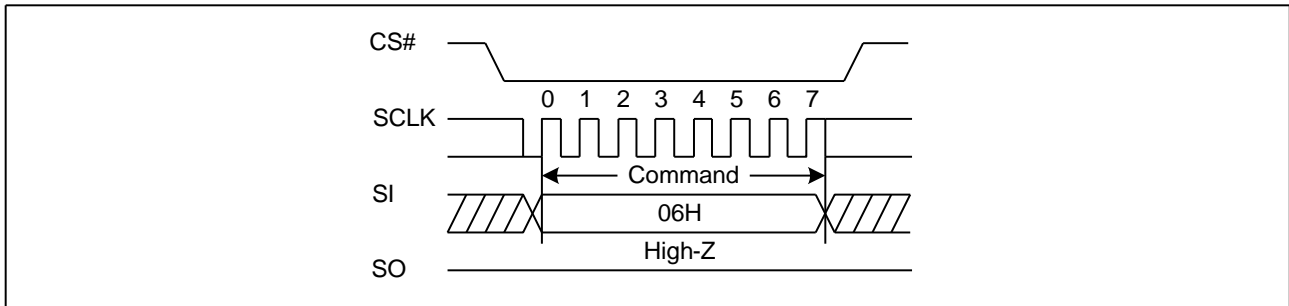 CS#
0 1 2 3 4 5 6 7
SCLK
Command
SI
06H
High-Z
SO